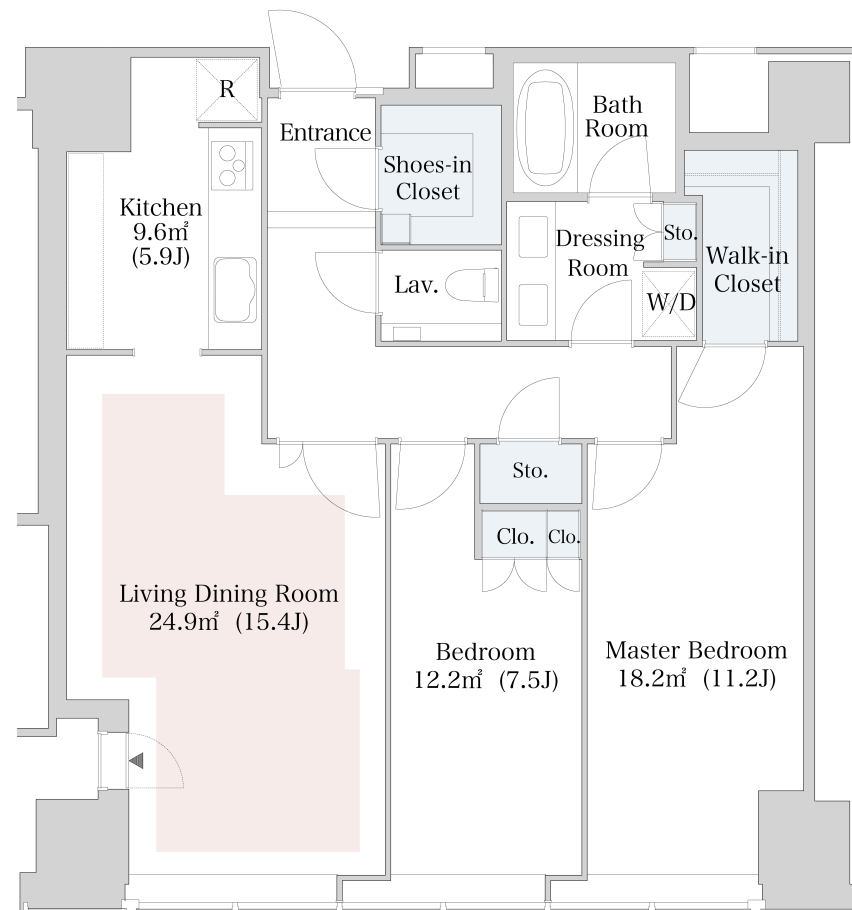 R
Entrance
Bath
Room
Shoes-in
Closet
Kitchen
9.6㎡
(5.9J)
Dressing
Room
Sto.
Walk-in
Closet
Lav.
W/D
Sto.
Clo.
Clo.
Living Dining Room
24.9㎡ (15.4J)
Bedroom
12.2㎡ (7.5J)
Master Bedroom
18.2㎡ (11.2J)